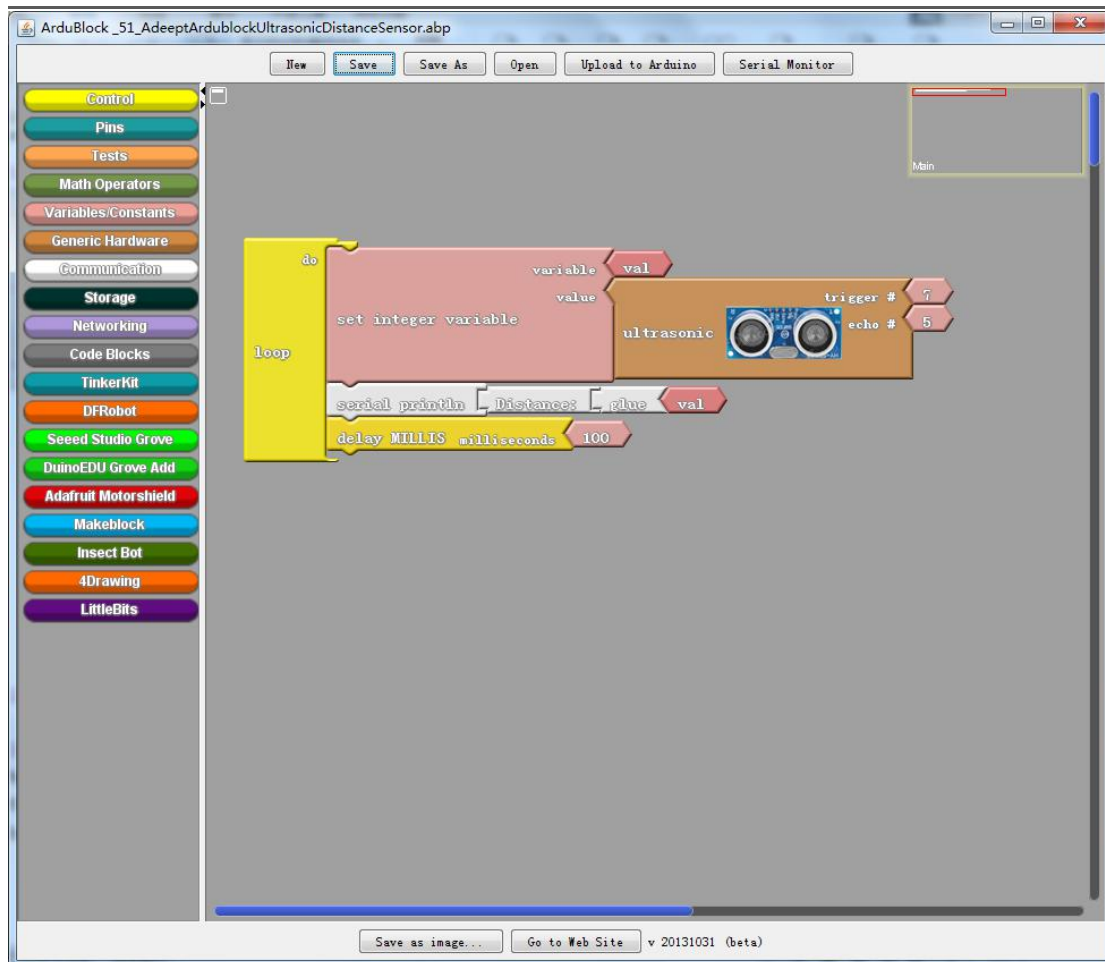 ArduBlock _51_AdeeptArdublockUltrasonicDistanceSensor.abp
New Save Save As Open Upload to Arduino Serial Monitor
Control
Pins
Tests
Math Operators
Variables/Constants
Generic Hardware
Communication
Storage
Networking
Code Blocks
TinkerKit
DFRobot
Seeed Studio Grove
DuinoEDU Grove Add
Adafruit Motorshield
Makeblock
Insect Bot
4Drawing
LittleBits
Main
loop
do
set integer variable
variable val
value
ultrasonic
trigger # 7
echo # 5
serial println Distance: glue val
delay MILLIS milliseconds 100
Save as image... Go to Web Site v 20131031 (beta)